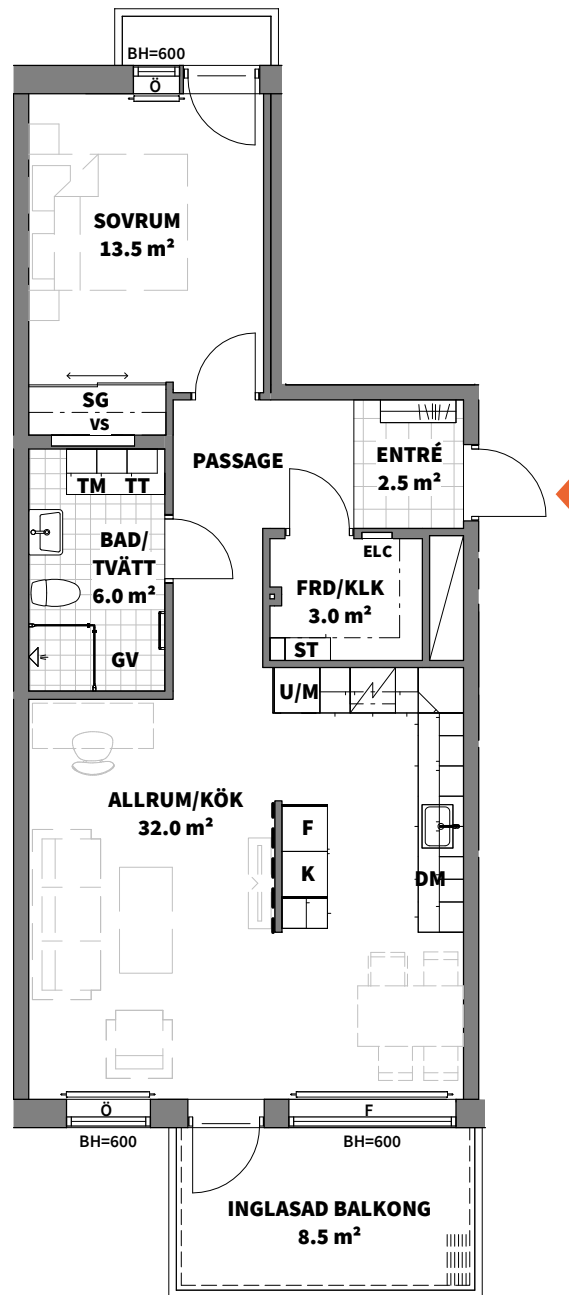 BH=600
Ö
SOVRUM
13.5 m²
SG
VS
PASSAGE
ENTRÉ
2.5 m²
TM TT
BAD/
TVÄTT
6.0 m²
GV
ELC
FRD/KLK
3.0 m²
ST
U/M
ALLRUM/KÖK
32.0 m²
F
K
DM
Ö
F
BH=600
BH=600
INGLASAD BALKONG
8.5 m²